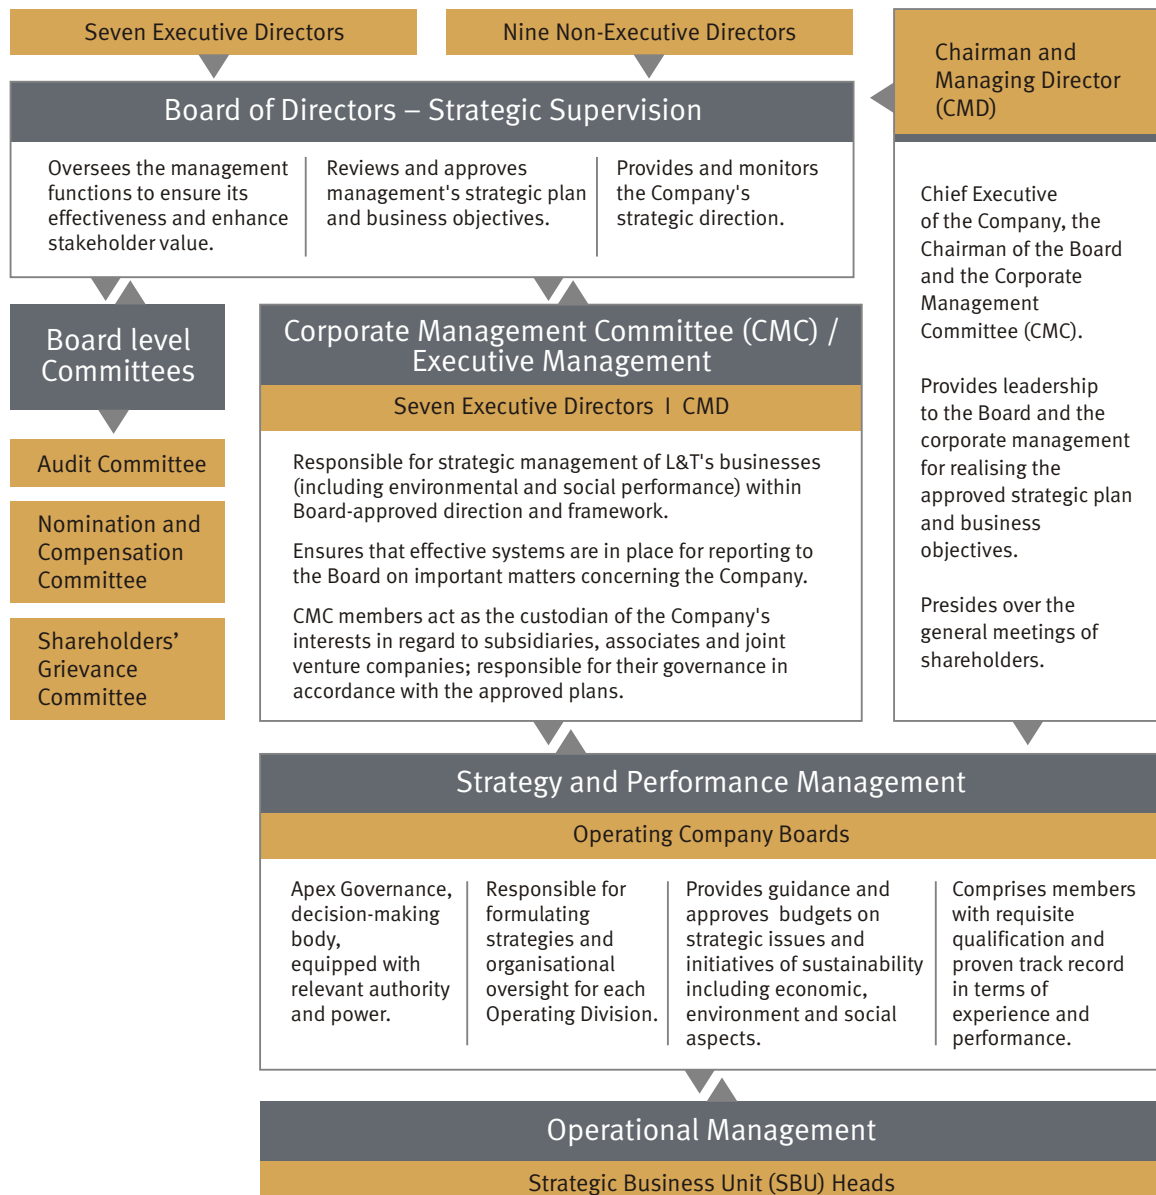 Seven Executive Directors
Nine Non-Executive Directors
Chairman and
Managing Director
(CMD)
Board of Directors – Strategic Supervision
Oversees the management
functions to ensure its
effectiveness and enhance
stakeholder value.
Reviews and approves
management's strategic plan
and business objectives.
Provides and monitors
the Company's
strategic direction.
Chief Executive
of the Company, the
Chairman of the Board
and the Corporate
Management
Committee (CMC).
Provides leadership
to the Board and the
corporate management
for realising the
approved strategic plan
and business
objectives.
Presides over the
general meetings of
shareholders.
Board level
Committees
Audit Committee
Nomination and
Compensation
Committee
Shareholders’
Grievance
Committee
Corporate Management Committee (CMC) /
Executive Management
Seven Executive Directors I CMD
Responsible for strategic management of L&T's businesses
(including environmental and social performance) within
Board-approved direction and framework.
Ensures that effective systems are in place for reporting to
the Board on important matters concerning the Company.
CMC members act as the custodian of the Company's
interests in regard to subsidiaries, associates and joint
venture companies; responsible for their governance in
accordance with the approved plans.
Strategy and Performance Management
Operating Company Boards
Apex Governance,
decision-making
body,
equipped with
relevant authority
and power.
Responsible for
formulating
strategies and
organisational
oversight for each
Operating Division.
Provides guidance and
approves budgets on
strategic issues and
initiatives of sustainability
including economic,
environment and social
aspects.
Comprises members
with requisite
qualification and
proven track record
in terms of
experience and
performance.
Operational Management
Strategic Business Unit (SBU) Heads